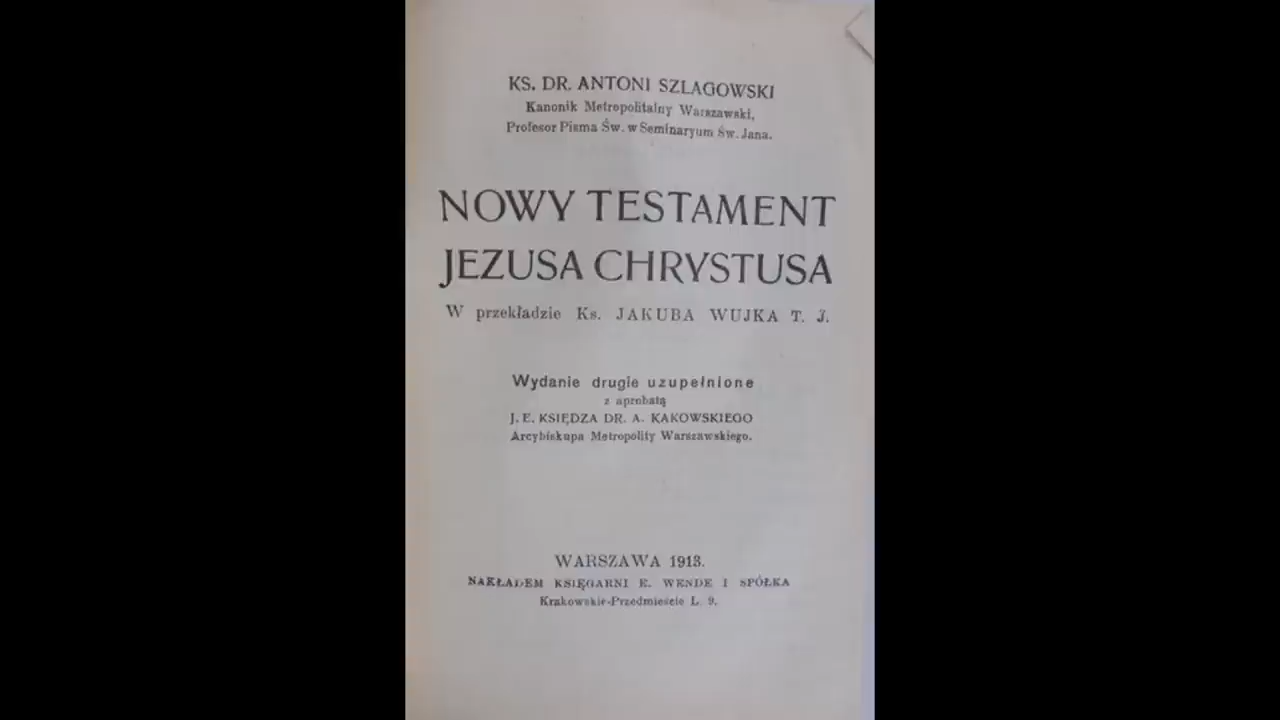 KS. DR. ANTONI SZLAGOWSKI
Kanonik Metropolitalny Warszawski,
Profesor Pisma Św. w Seminaryum Św. Jana.
NOWY TESTAMENT
JEZUSA CHRYSTUSA
W przekładzie Ks. JAKUBA WUJKA T. J.
Wydanie drugie uzupełnione
z aprobatą
J. E. KSIĘDZA DR. A. KAKOWSKIEGO
Arcybiskupa Metropolity Warszawskiego.
WARSZAWA 1913.
NAKŁADEM KSIĘGARNI E. WENDE I SPÓŁKA
Krakowskie-Przedmieście L. 9.